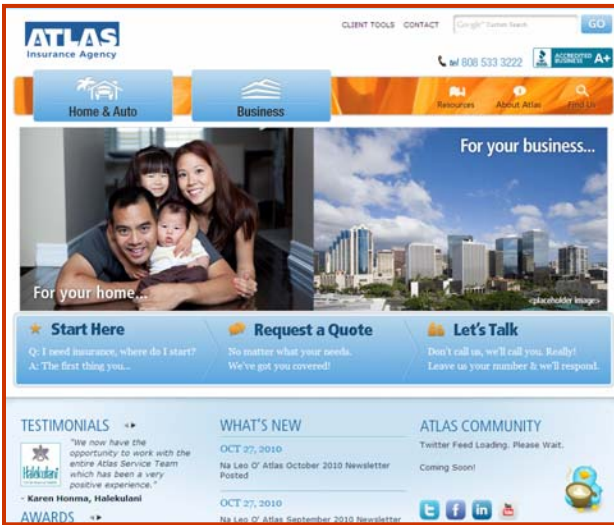 ATLAS
Insurance Agency
CLIENT TOOLS CONTACT
Google™ Custom Search
GO
tel 808 533 3222
BBB ACCREDITED BUSINESS A+
Home & Auto
Business
Resources
About Atlas
Find Us
For your home...
For your business...
<placeholder image>
Start Here
Q: I need insurance, where do I start?
A: The first thing you...
Request a Quote
No matter what your needs.
We've got you covered!
Let's Talk
Don't call us, we'll call you. Really!
Leave us your number & we'll respond.
TESTIMONIALS
"We now have the
opportunity to work with the
entire Atlas Service Team
which has been a very
positive experience."
Halekulani
- Karen Honma, Halekulani
AWARDS
WHAT'S NEW
OCT 27, 2010
Na Leo O' Atlas October 2010 Newsletter
Posted
OCT 27, 2010
Na Leo O' Atlas September 2010 Newsletter
ATLAS COMMUNITY
Twitter Feed Loading. Please Wait.
Coming Soon!